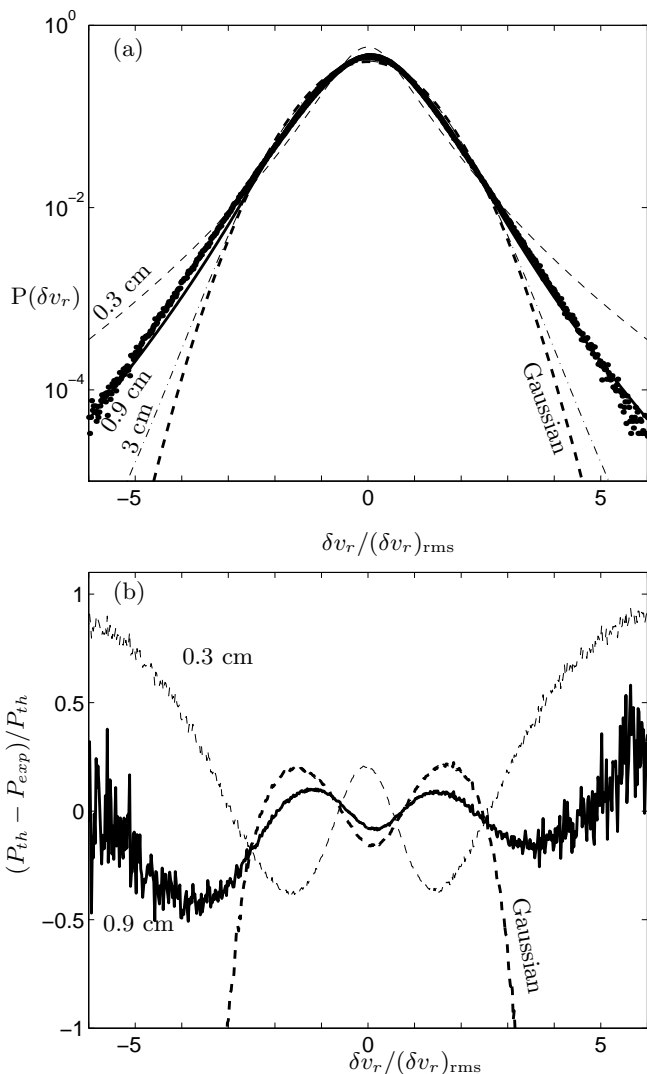 10⁰
(a)
10⁻²
P(δv_r)
0.3 cm
10⁻⁴
0.9 cm
3 cm
Gaussian
−5 0 5
δv_r/(δv_r)_rms
1
(b)
0.3 cm
0.5
(P_th − P_exp)/P_th
0
−0.5
0.9 cm
Gaussian
−1
−5 0 5
δv_r/(δv_r)_rms